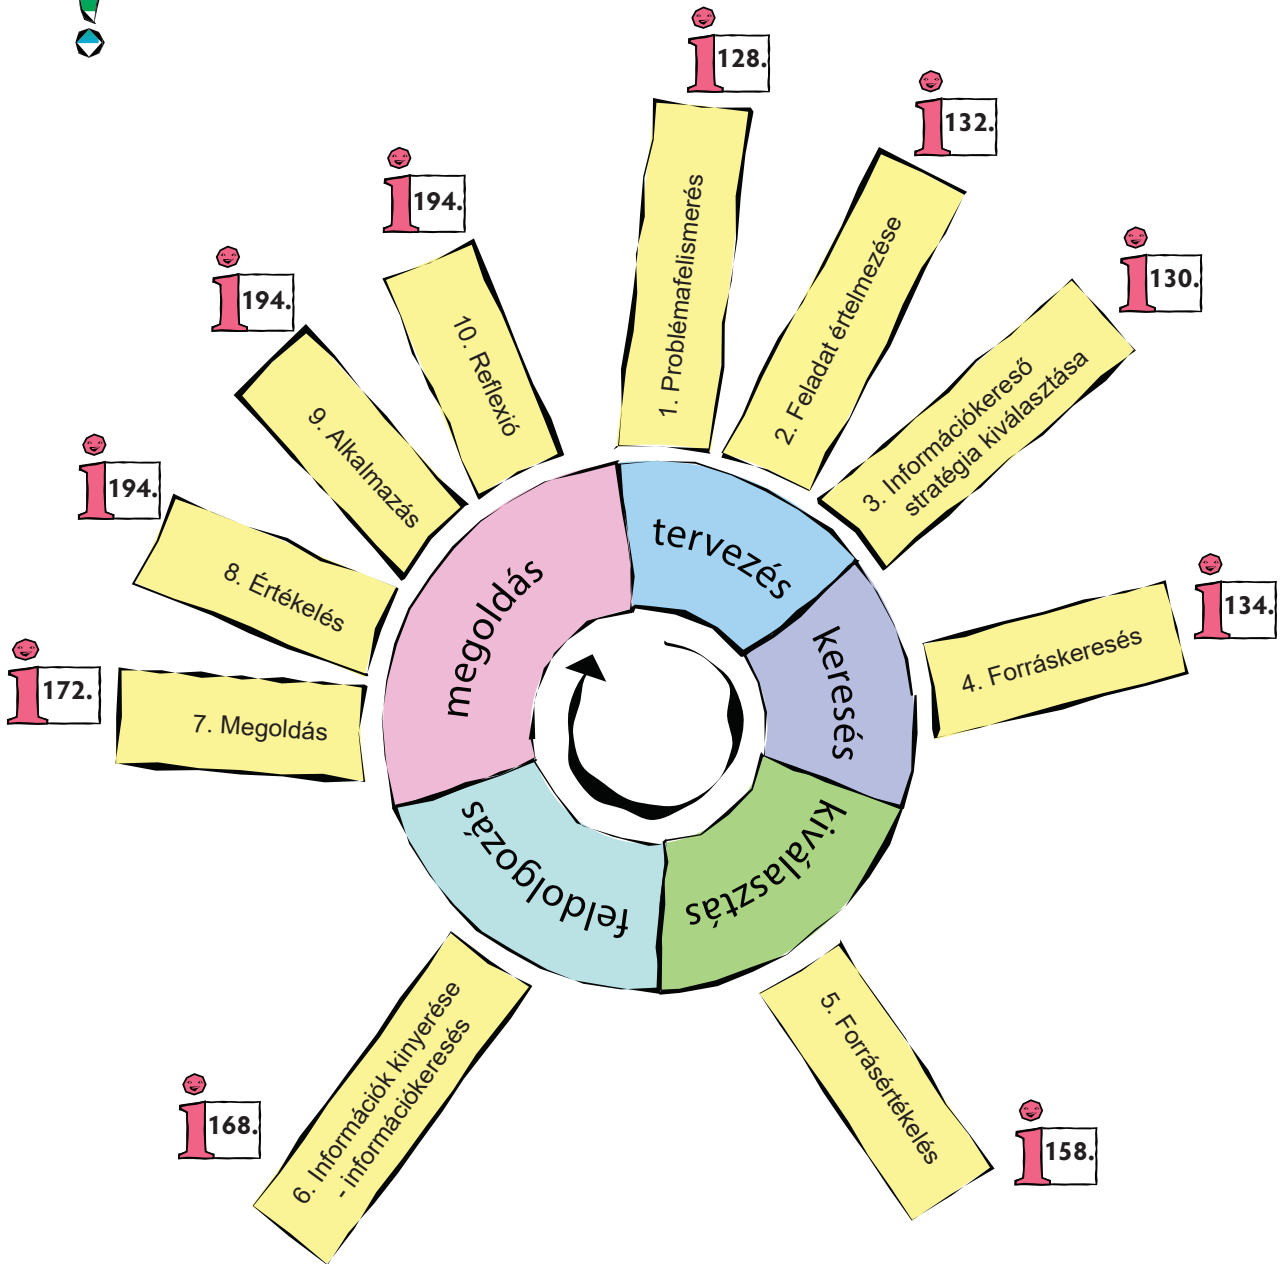 128.
1. Problémafelismerés
132.
2. Feladat értelmezése
130.
3. Információkereső
stratégia kiválasztása
134.
4. Forráskeresés
158.
5. Forrásértékelés
168.
6. Információk kinyerése
- információkeresés
172.
7. Megoldás
194.
8. Értékelés
194.
9. Alkalmazás
194.
10. Reflexió
tervezés
keresés
kiválasztás
feldolgozás
megoldás